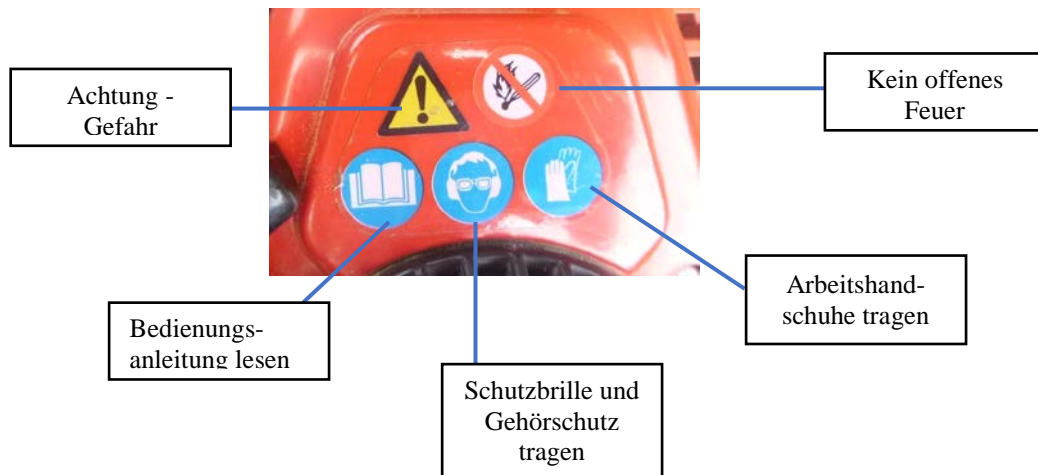 Achtung -
Gefahr
Kein offenes
Feuer
Bedienungs-
anleitung lesen
Schutzbrille und
Gehörschutz
tragen
Arbeitshand-
schuhe tragen